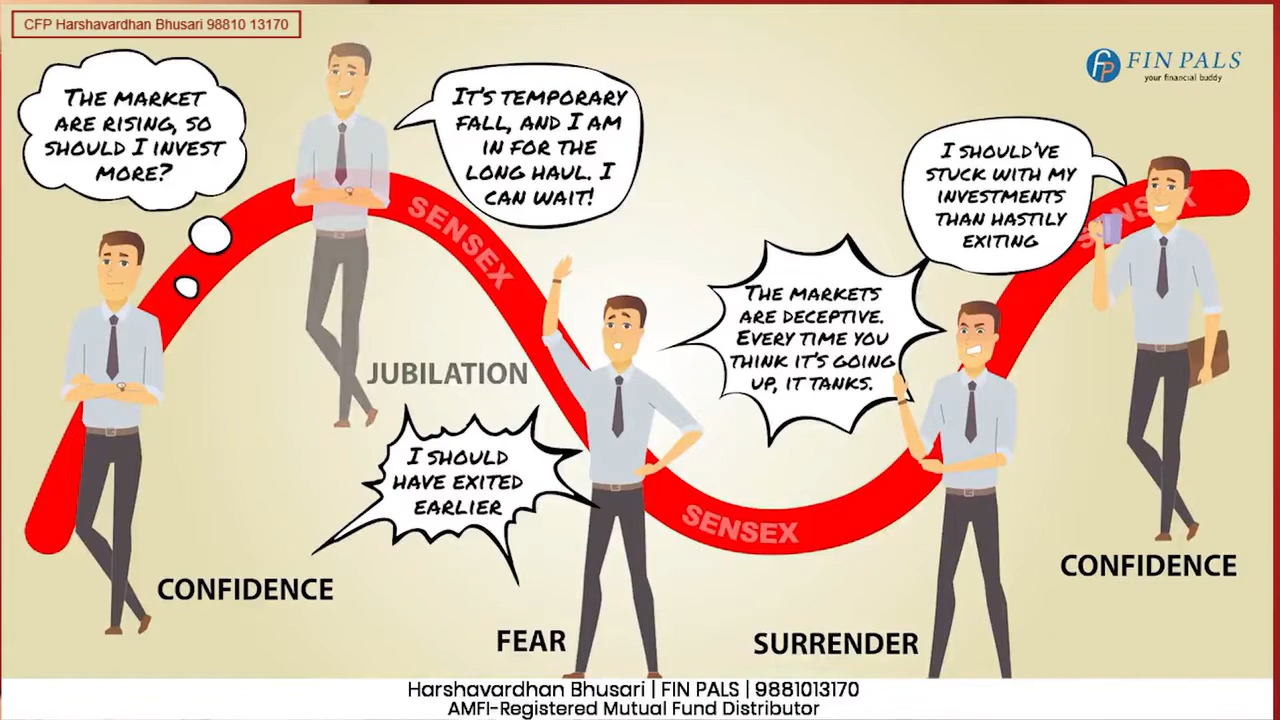 CFP Harshavardhan Bhusari 98810 13170
FP
FIN PALS
your financial buddy
THE MARKET
ARE RISING, SO
SHOULD I INVEST
MORE?
IT'S TEMPORARY
FALL, AND I AM
IN FOR THE
LONG HAUL. I
CAN WAIT!
I SHOULD'VE
STUCK WITH MY
INVESTMENTS
THAN HASTILY
EXITING
SENSEX
SENSEX
THE MARKETS
ARE DECEPTIVE.
EVERY TIME YOU
THINK IT'S GOING
UP, IT TANKS.
JUBILATION
I SHOULD
HAVE EXITED
EARLIER
SENSEX
CONFIDENCE
CONFIDENCE
FEAR
SURRENDER
Harshavardhan Bhusari | FIN PALS | 9881013170
AMFI-Registered Mutual Fund Distributor